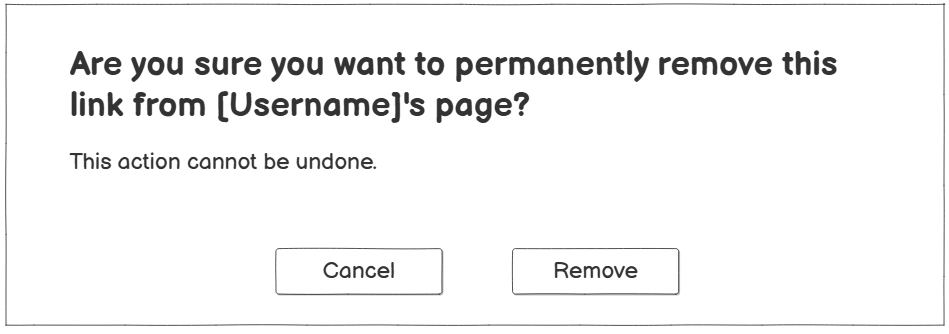 Are you sure you want to permanently remove this
link from [Username]'s page?
This action cannot be undone.
Cancel
Remove